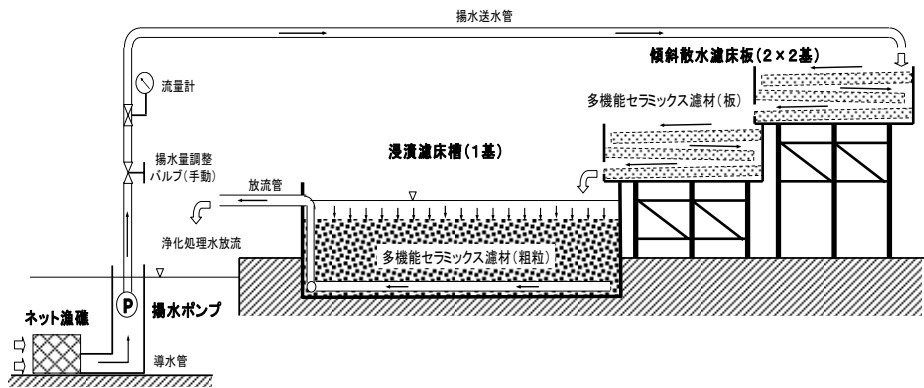 揚水送水管
傾斜散水濾床板(2×2基)
流量計
多機能セラミックス濾材(板)
浸漬濾床槽(1基)
揚水量調整
バルブ(手動)
放流管
浄化処理水放流
多機能セラミックス濾材(粗粒)
P
揚水ポンプ
ネット漁礁
導水管